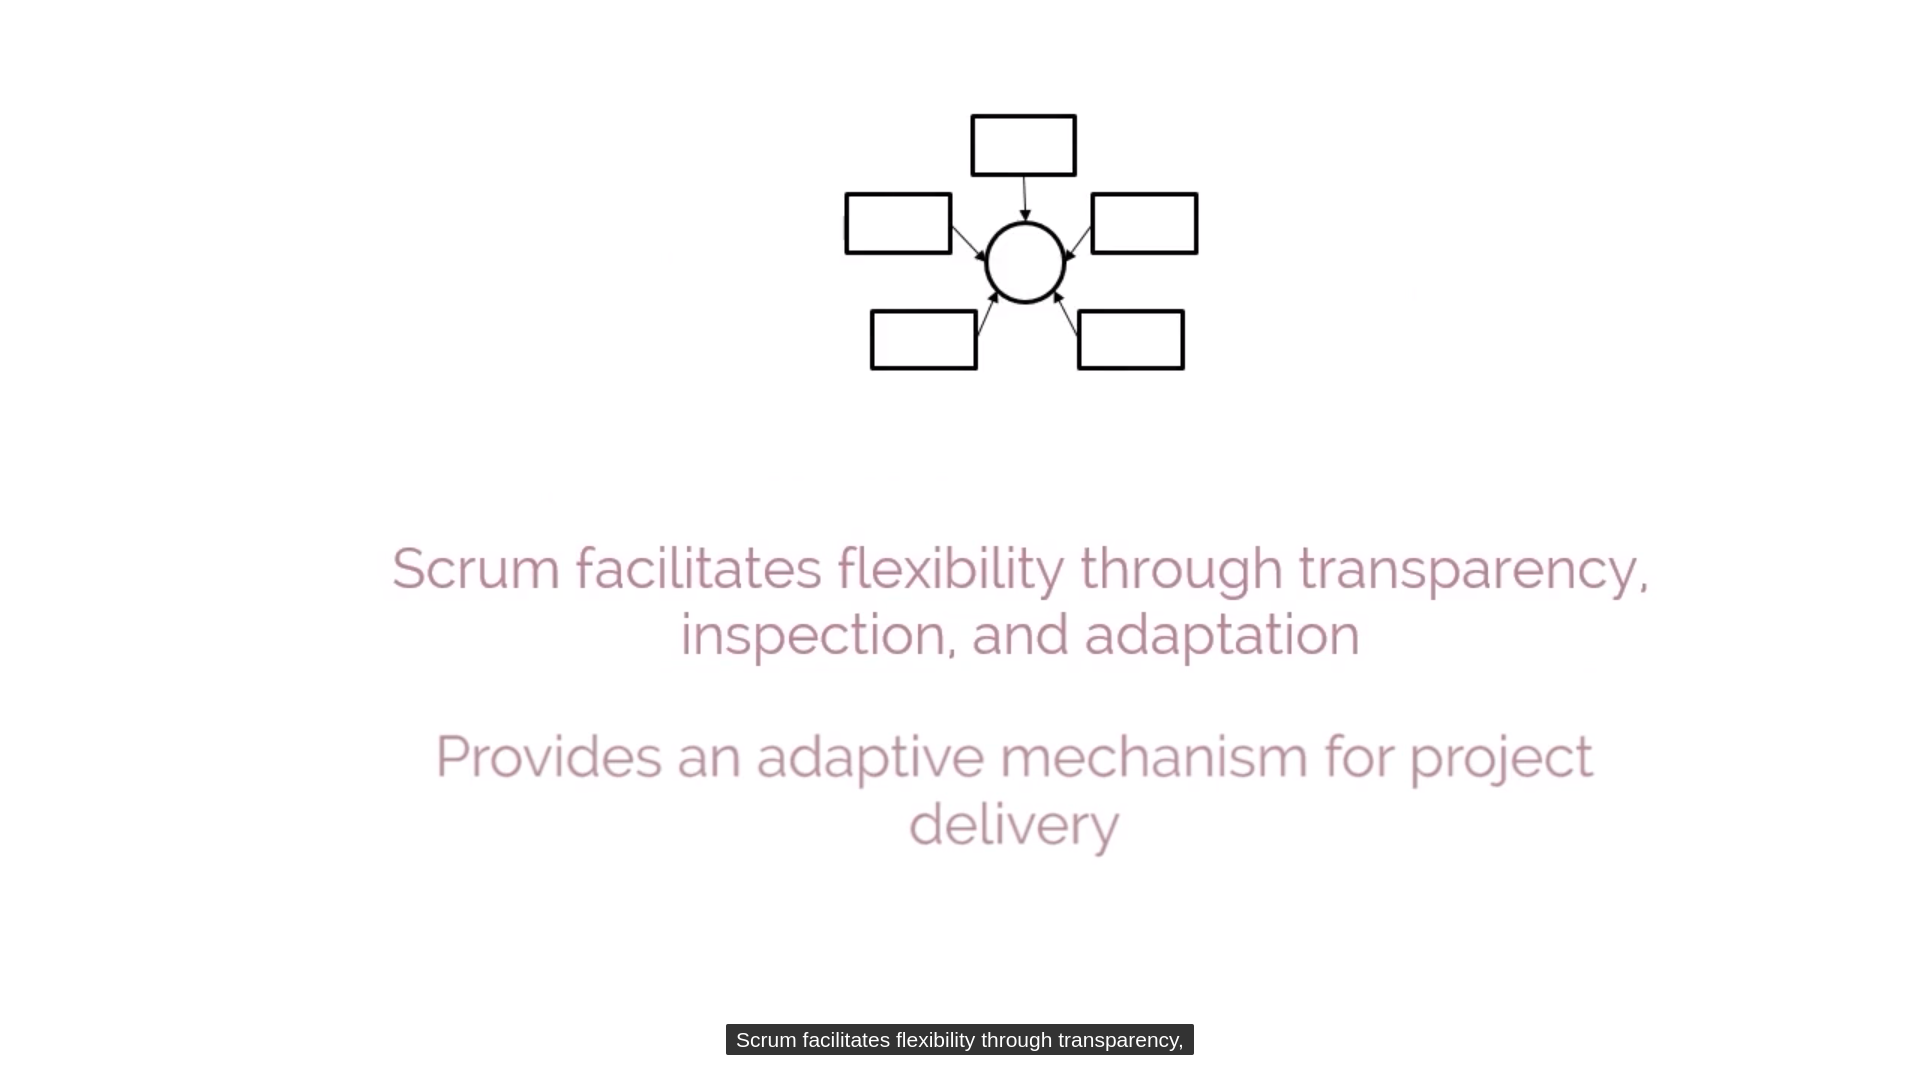 Scrum facilitates flexibility through transparency,
inspection, and adaptation
Provides an adaptive mechanism for project
delivery
Scrum facilitates flexibility through transparency,